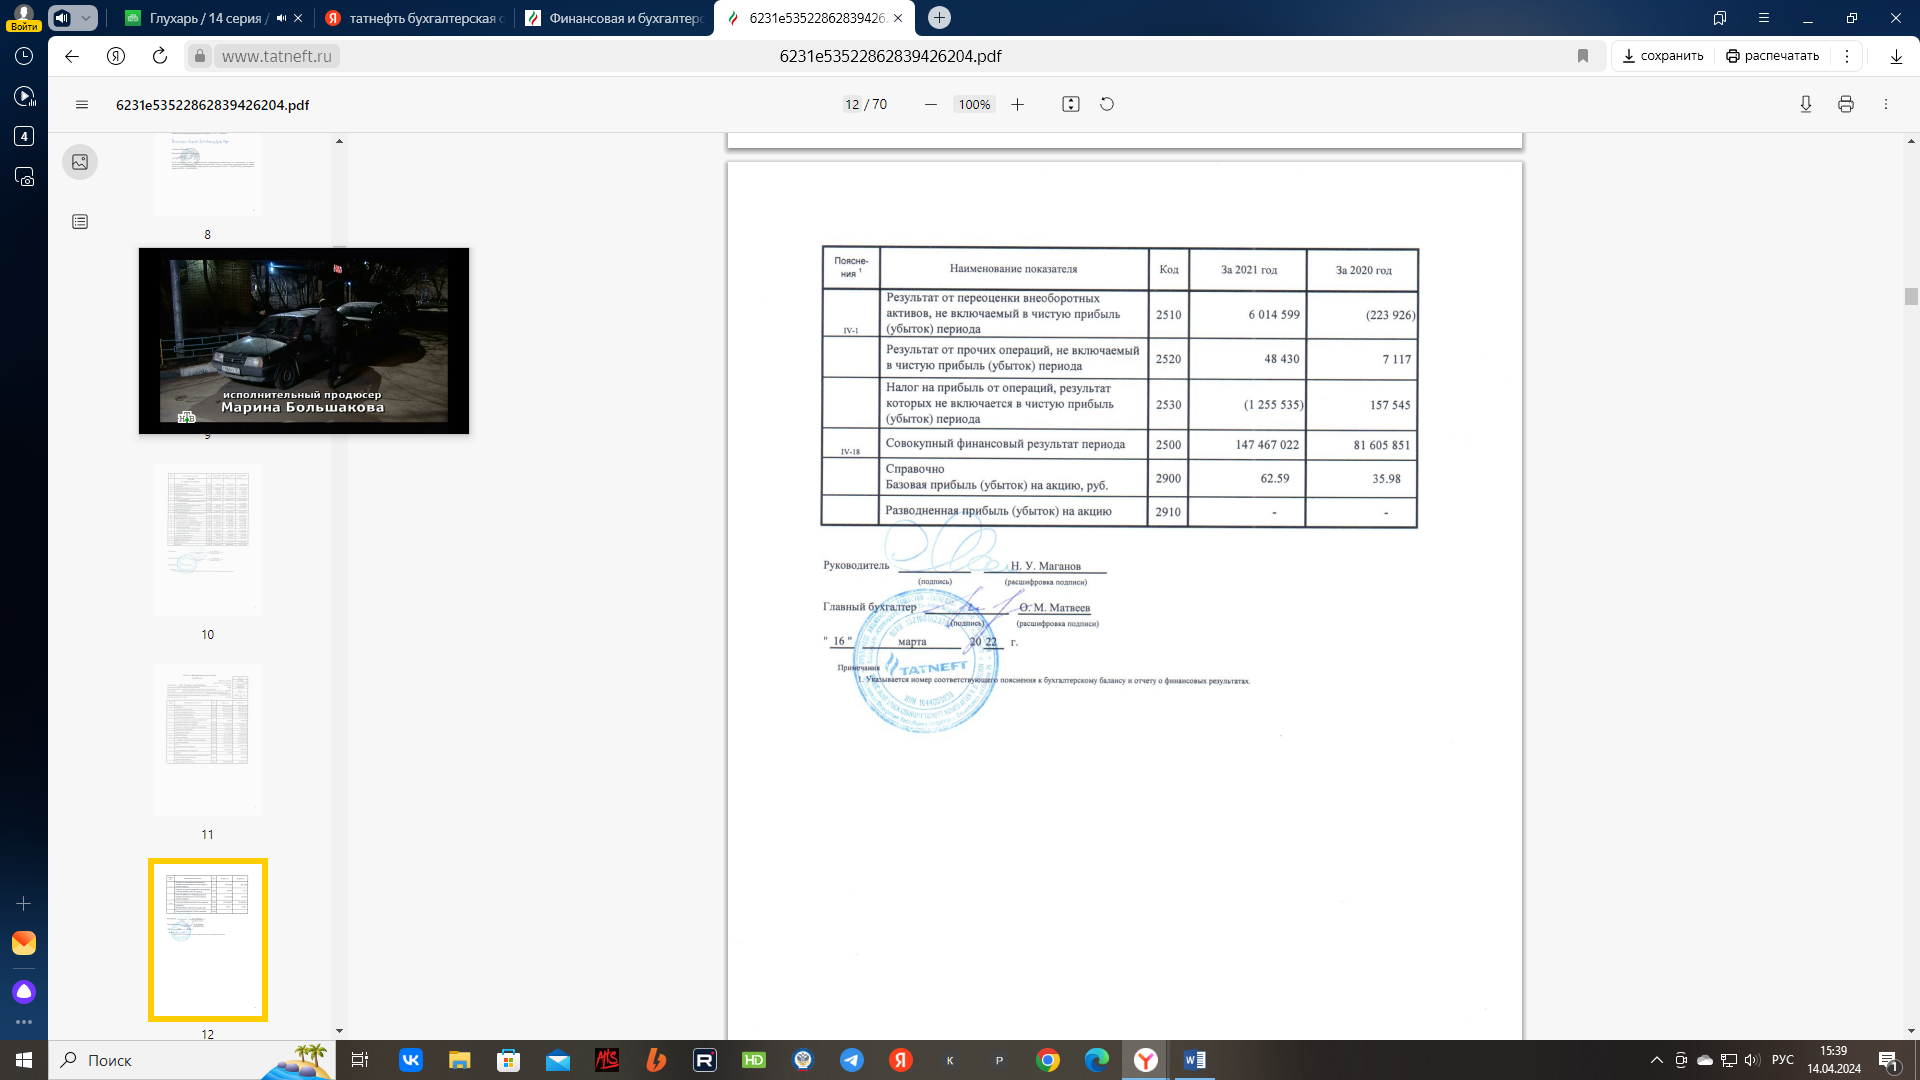 Войти
Глухарь / 14 серия /
татнефть бухгалтерская о
Финансовая и бухгалтерс
6231e53522862839426.
www.tatneft.ru
6231e53522862839426204.pdf
сохранить
распечатать
4
6231e53522862839426204.pdf
12 / 70
100%
8
исполнительный продюсер
Марина Большакова
НТВ
9
10
11
12
Поясне-
ния 1
Наименование показателя
Код
За 2021 год
За 2020 год
IV-1
Результат от переоценки внеоборотных
активов, не включаемый в чистую прибыль
(убыток) периода
2510
6 014 599
(223 926)
Результат от прочих операций, не включаемый
в чистую прибыль (убыток) периода
2520
48 430
7 117
Налог на прибыль от операций, результат
которых не включается в чистую прибыль
(убыток) периода
2530
(1 255 535)
157 545
IV-18
Совокупный финансовый результат периода
2500
147 467 022
81 605 851
Справочно
Базовая прибыль (убыток) на акцию, руб.
2900
62.59
35.98
Разводненная прибыль (убыток) на акцию
2910
-
-
Руководитель
Н. У. Маганов
(подпись)
(расшифровка подписи)
Главный бухгалтер
О. М. Матвеев
(подпись)
(расшифровка подписи)
" 16 " марта 20 22 г.
TATNEFT
Примечания
1. Указывается номер соответствующего пояснения к бухгалтерскому балансу и отчету о финансовых результатах.
Поиск
HD
K
P
РУС
15:39
14.04.2024
1